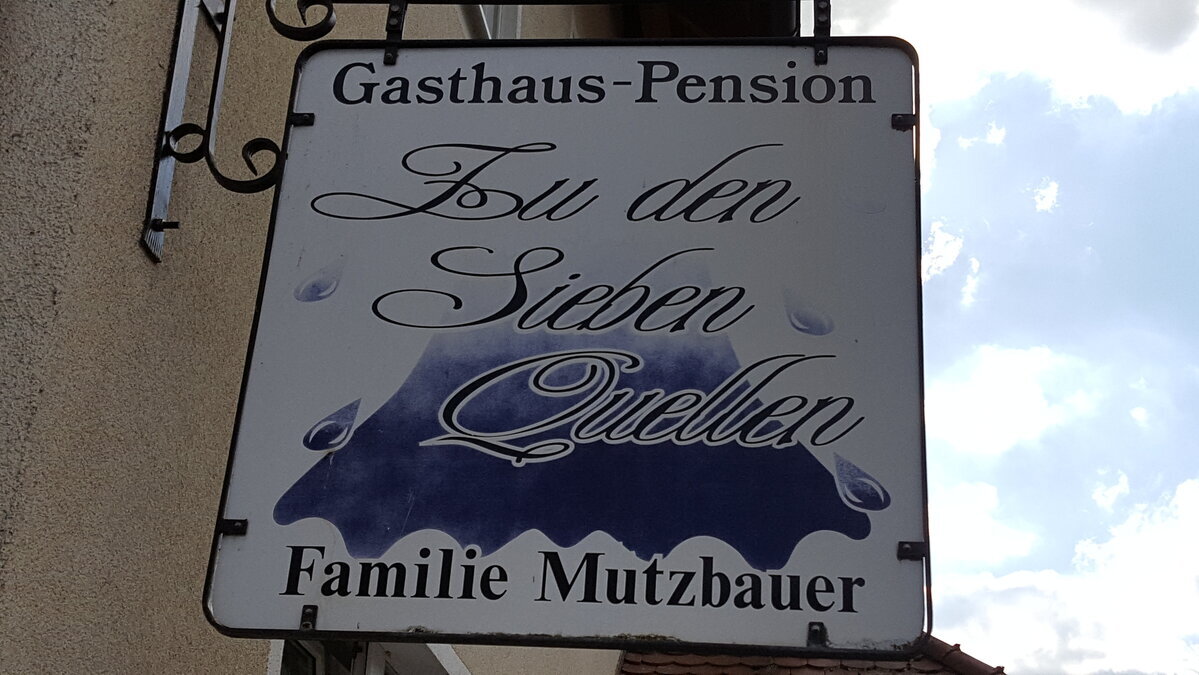 Gasthaus-Pension
Zu den
Sieben
Quellen
Familie Mutzbauer